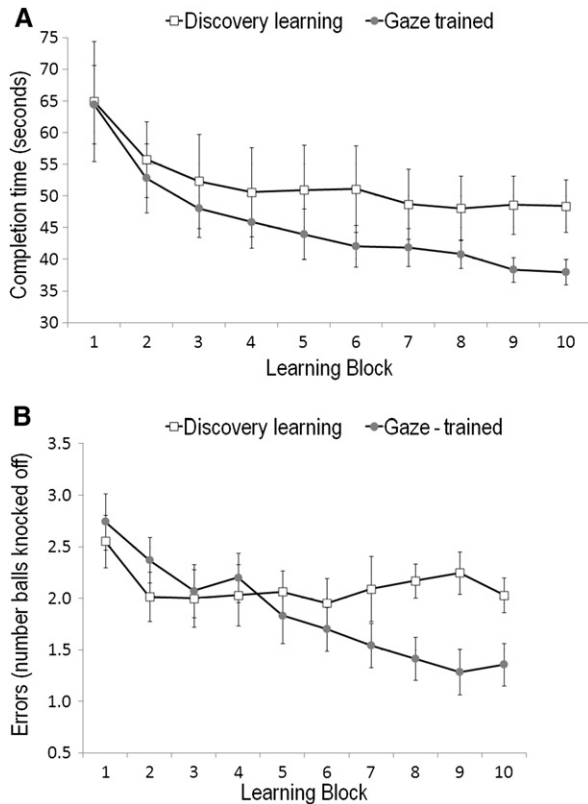 A
Discovery learning Gaze trained
75
70
65
60
55
50
45
40
35
30
Completion time (seconds)
1 2 3 4 5 6 7 8 9 10
Learning Block
B
Discovery learning Gaze - trained
3.5
3.0
2.5
2.0
1.5
1.0
0.5
Errors (number balls knocked off)
1 2 3 4 5 6 7 8 9 10
Learning Block